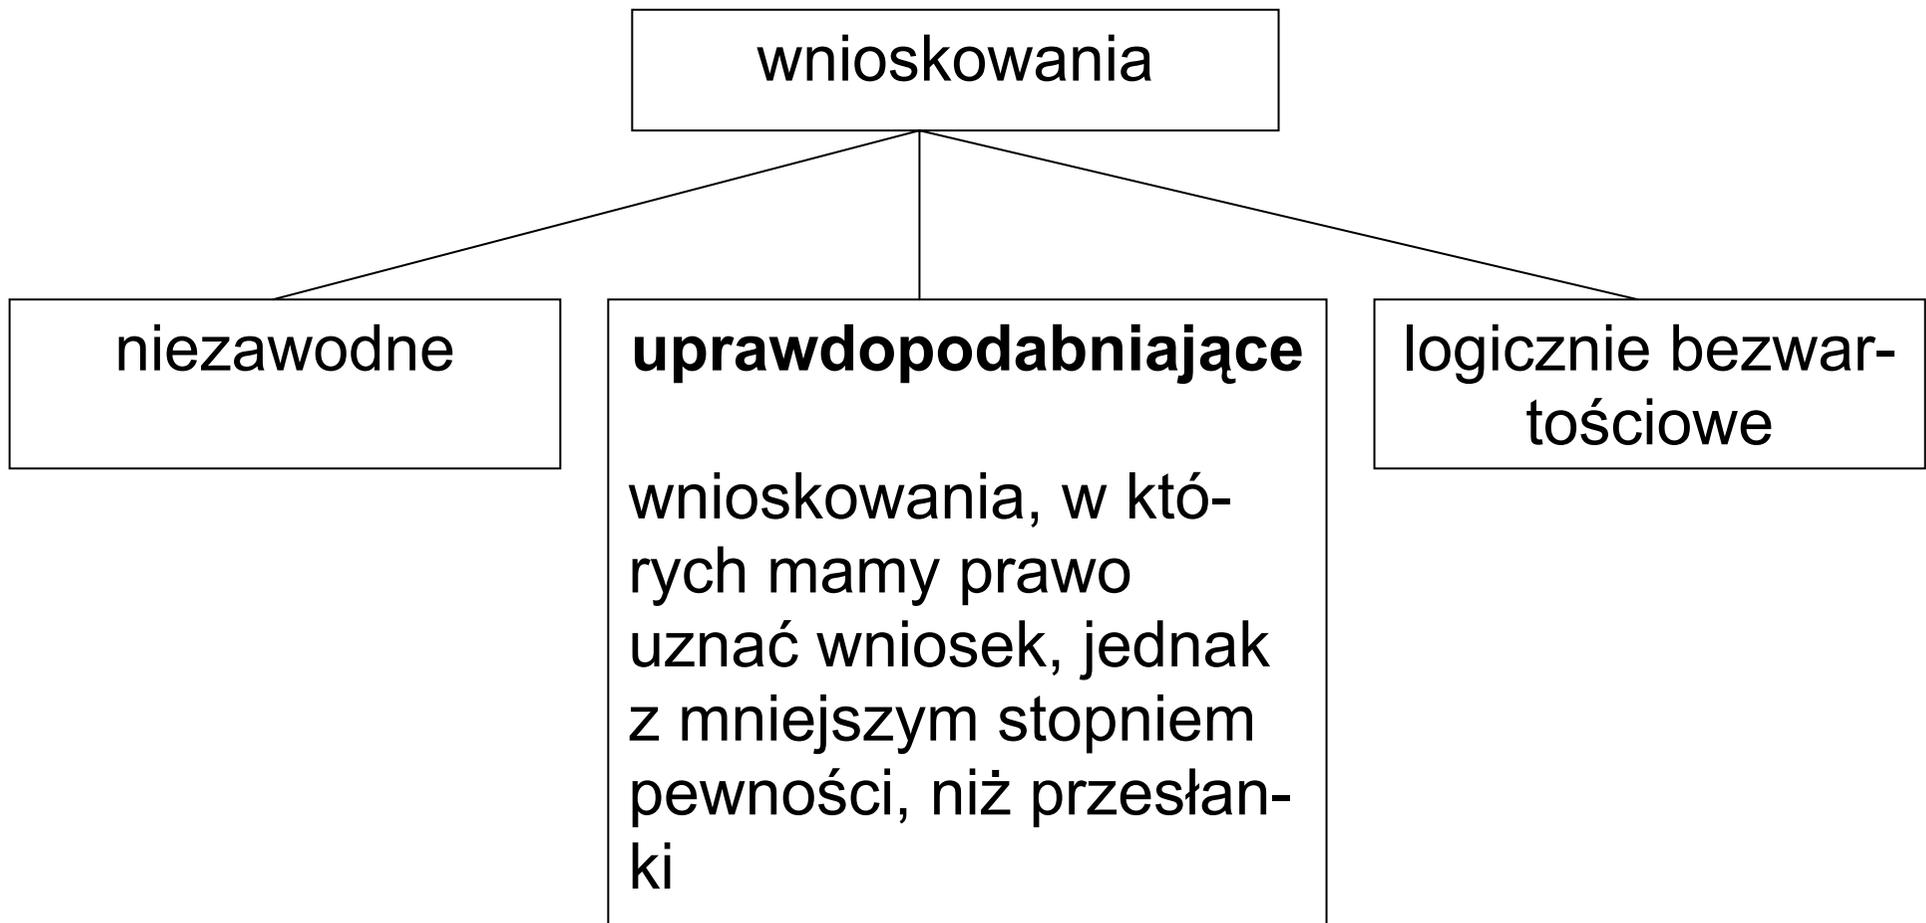 wnioskowania
niezawodne
uprawdopodabniające
wnioskowania, w któ-
rych mamy prawo
uznać wniosek, jednak
z mniejszym stopniem
pewności, niż przesłan-
ki
logicznie bezwar-
tościowe